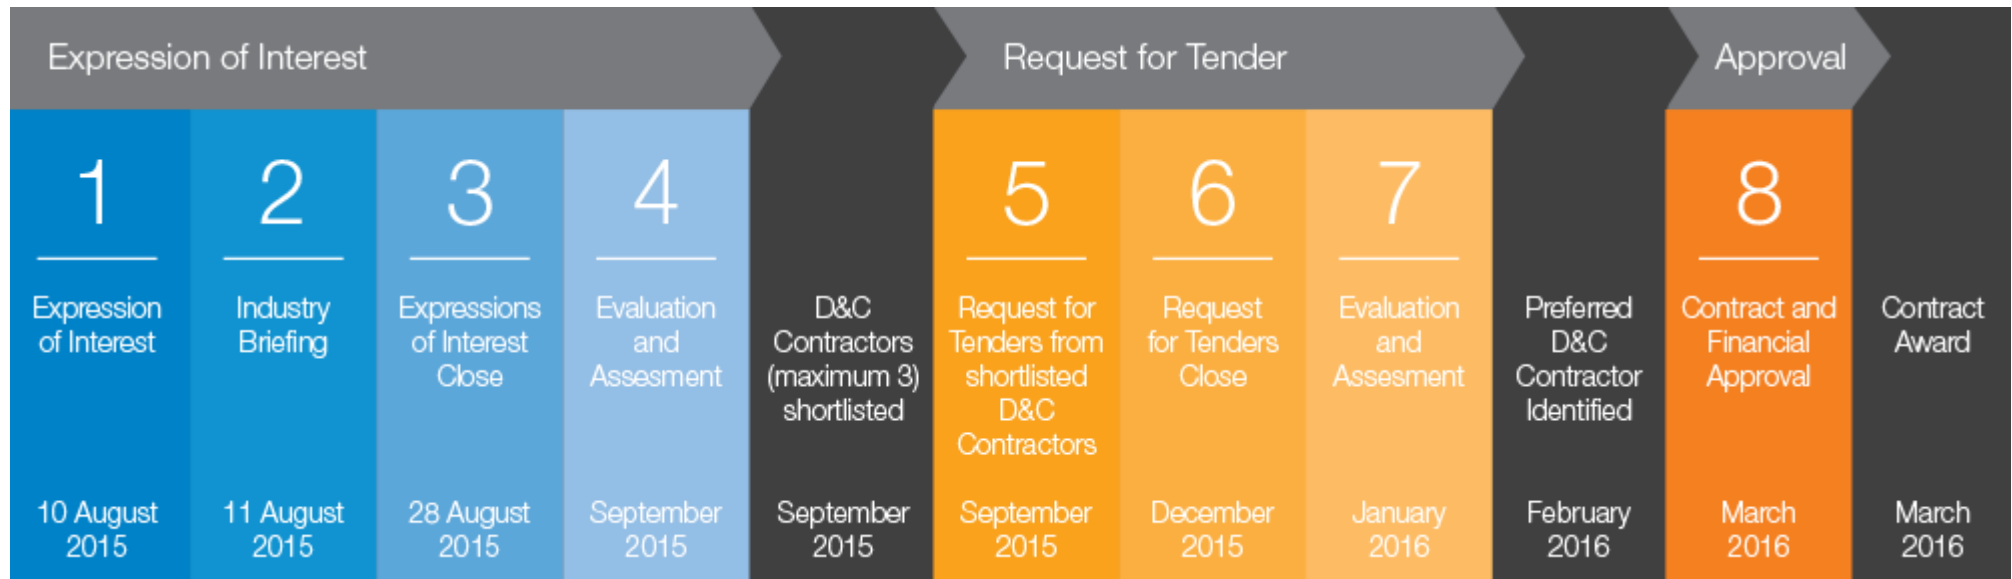 Expression of Interest
Request for Tender
Approval
1
Expression
of Interest
10 August
2015
2
Industry
Briefing
11 August
2015
3
Expressions
of Interest
Close
28 August
2015
4
Evaluation
and
Assesment
September
2015
D&C
Contractors
(maximum 3)
shortlisted
September
2015
5
Request for
Tenders from
shortlisted
D&C
Contractors
September
2015
6
Request
for Tenders
Close
December
2015
7
Evaluation
and
Assesment
January
2016
Preferred
D&C
Contractor
Identified
February
2016
8
Contract and
Financial
Approval
March
2016
Contract
Award
March
2016